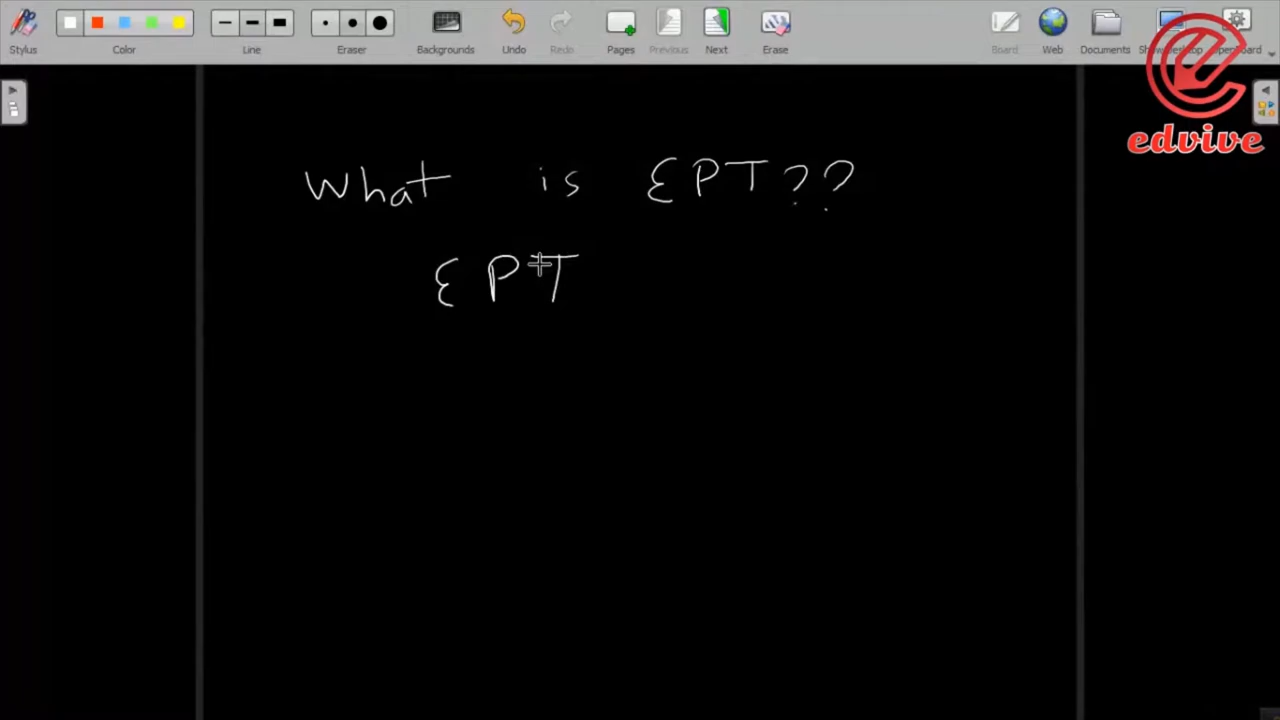 Stylus
Color
Line
Eraser
Backgrounds
Undo
Redo
Pages
Previous
Next
Erase
Board
Web
Documents
edvive
What is EPT??
EPT